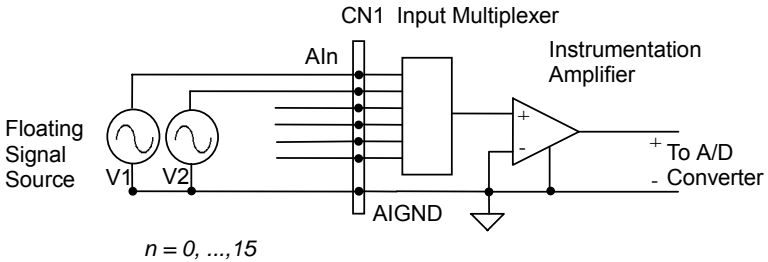 CN1 Input Multiplexer
AIn
Instrumentation
Amplifier
Floating
Signal
Source
V1
V2
+
-
+
-
To A/D
Converter
AIGND
n = 0, ...,15